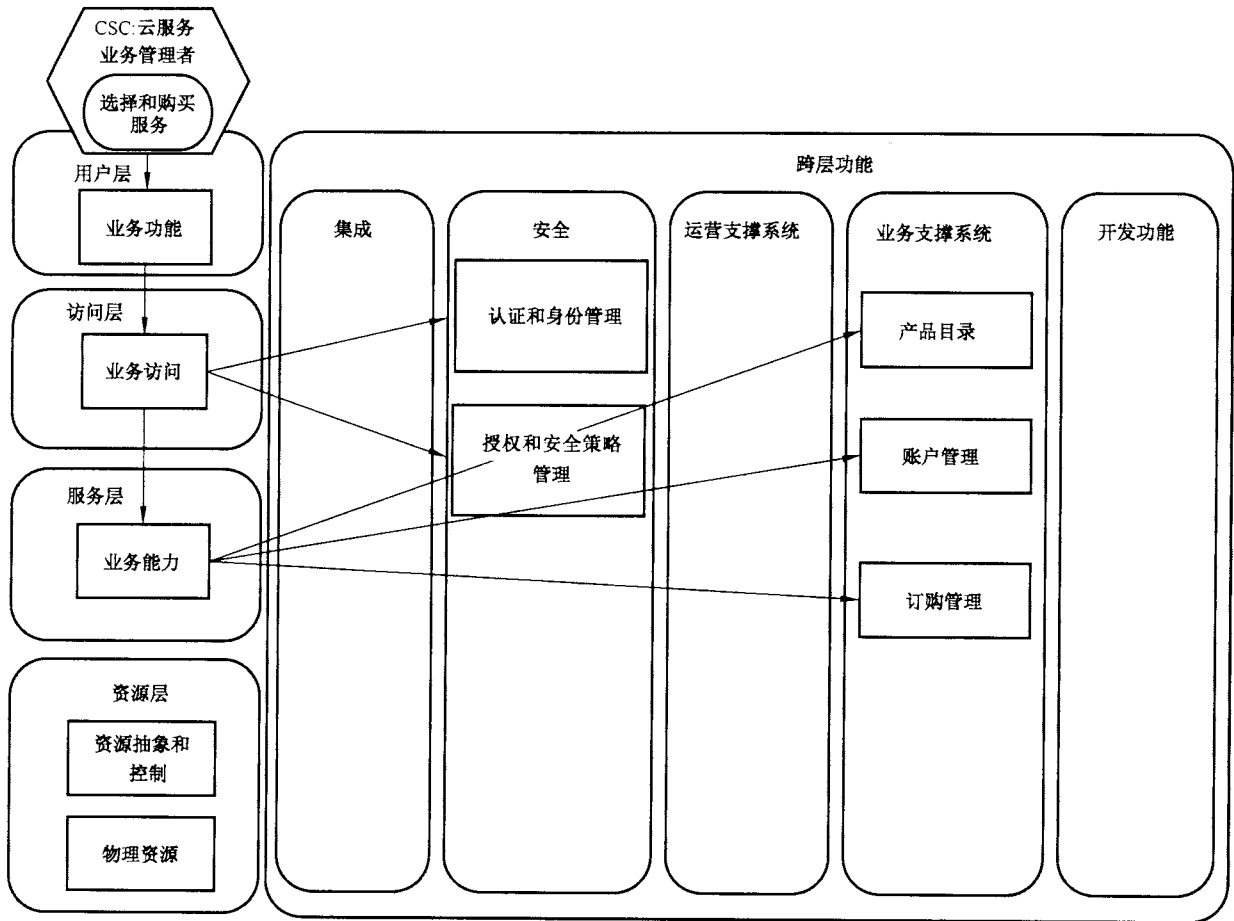 CSC:云服务
业务管理者
选择和购买
服务
用户层
业务功能
访问层
业务访问
服务层
业务能力
资源层
资源抽象和
控制
物理资源
跨层功能
集成
安全
认证和身份管理
授权和安全策略
管理
运营支撑系统
业务支撑系统
产品目录
账户管理
订购管理
开发功能